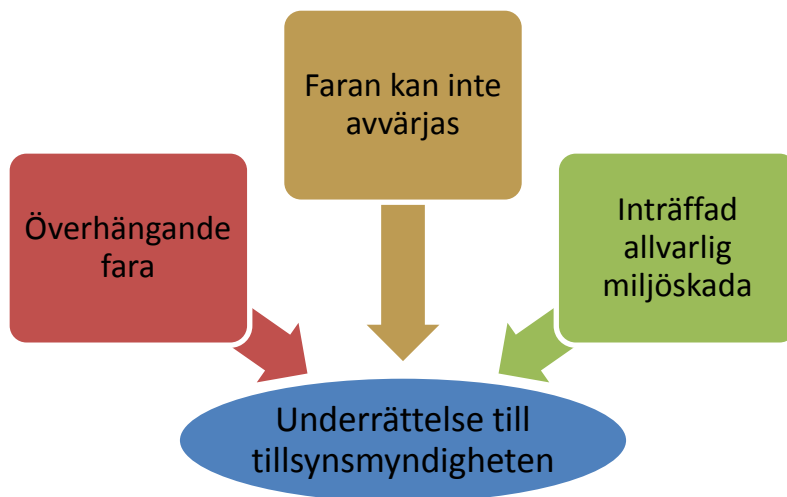 Faran kan inte
avvärjas
Överhängande
fara
Inträffad
allvarlig
miljöskada
Underrättelse till
tillsynsmyndigheten